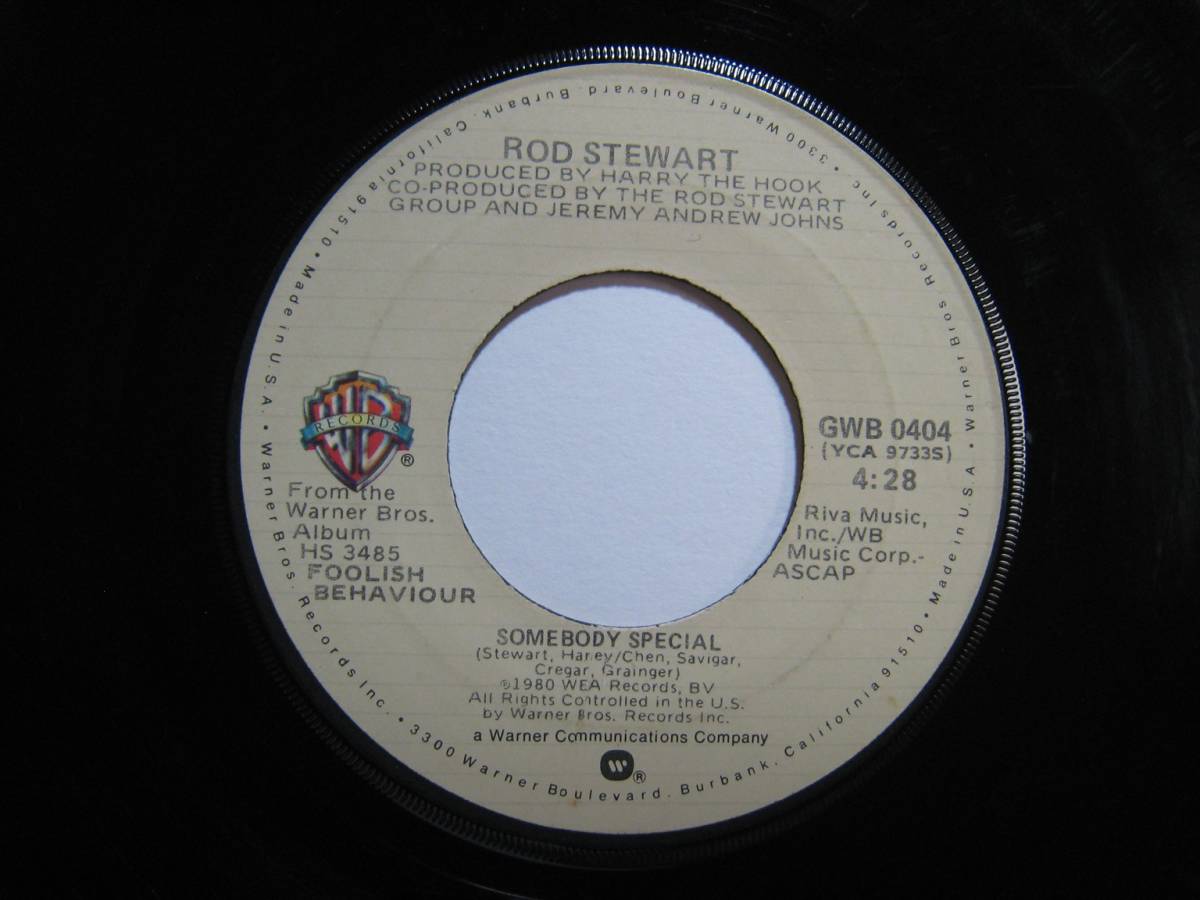 ROD STEWART
PRODUCED BY HARRY THE HOOK
CO-PRODUCED BY THE ROD STEWART
GROUP AND JEREMY ANDREW JOHNS
WB
RECORDS
®
From the
Warner Bros.
Album
HS 3485
FOOLISH
BEHAVIOUR
GWB 0404
(YCA 9733S)
4:28
Riva Music,
Inc./WB
Music Corp.-
ASCAP
SOMEBODY SPECIAL
(Stewart, Harley/Chen, Savigar,
Cregar, Grainger)
℗1980 WEA Records, BV
All Rights Controlled in the U.S.
by Warner Bros. Records Inc.
a Warner Communications Company
W®
• 3300 Warner Boulevard. Burbank. California 91510 • Made in U.S.A. • Warner Bros. Records Inc. • 3300 Warner Boulevard. Burbank. California 91510 • Made in U.S.A. • Warner Bros Records Inc